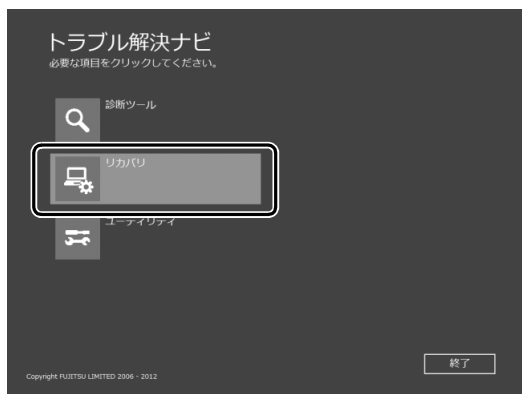 トラブル解決ナビ
必要な項目をクリックしてください。
診断ツール
リカバリ
ユーティリティ
終了
Copyright FUJITSU LIMITED 2006 - 2012